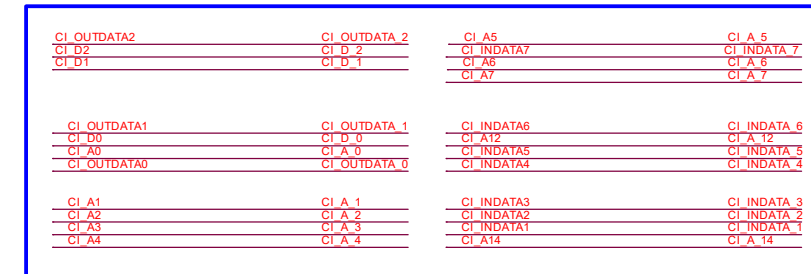 CI_OUTDATA2 CI_OUTDATA_2
CI_D2 CI_D_2
CI_D1 CI_D_1
CI_OUTDATA1 CI_OUTDATA_1
CI_D0 CI_D_0
CI_A0 CI_A_0
CI_OUTDATA0 CI_OUTDATA_0
CI_A1 CI_A_1
CI_A2 CI_A_2
CI_A3 CI_A_3
CI_A4 CI_A_4
CI_A5 CI_A_5
CI_INDATA7 CI_INDATA_7
CI_A6 CI_A_6
CI_A7 CI_A_7
CI_INDATA6 CI_INDATA_6
CI_A12 CI_A_12
CI_INDATA5 CI_INDATA_5
CI_INDATA4 CI_INDATA_4
CI_INDATA3 CI_INDATA_3
CI_INDATA2 CI_INDATA_2
CI_INDATA1 CI_INDATA_1
CI_A14 CI_A_14